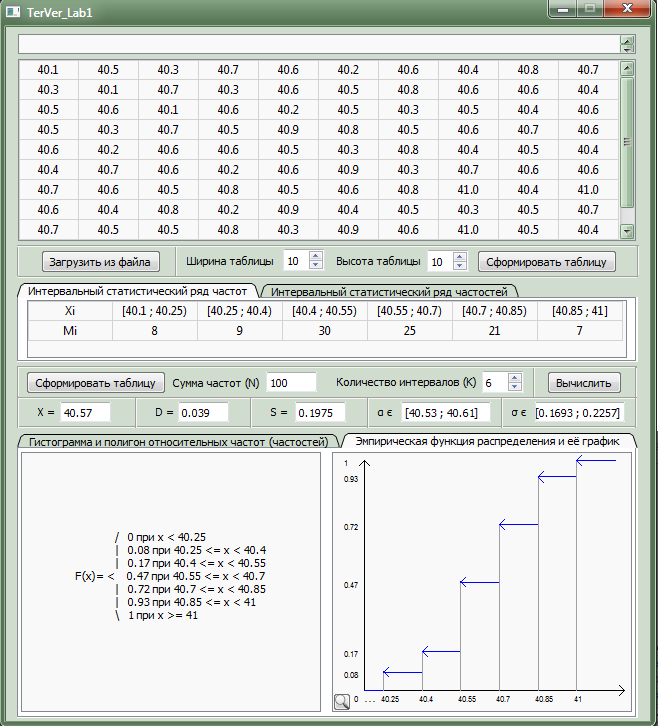 TerVer_Lab1
40.1 40.5 40.3 40.7 40.6 40.2 40.6 40.4 40.8 40.7
40.3 40.1 40.7 40.3 40.6 40.5 40.8 40.6 40.6 40.4
40.5 40.6 40.1 40.6 40.2 40.5 40.3 40.5 40.4 40.6
40.5 40.3 40.7 40.5 40.9 40.8 40.5 40.6 40.7 40.6
40.6 40.2 40.6 40.6 40.5 40.3 40.8 40.4 40.5 40.4
40.4 40.7 40.6 40.2 40.6 40.9 40.3 40.7 40.6 40.6
40.7 40.6 40.5 40.8 40.5 40.6 40.8 41.0 40.4 41.0
40.6 40.4 40.8 40.2 40.9 40.4 40.6 40.3 40.5 40.7
40.7 40.5 40.5 40.8 40.3 40.9 40.6 41.0 40.5 40.4
Загрузить из файла Ширина таблицы 10 Высота таблицы 10 Сформировать таблицу
Интервальный статистический ряд частот Интервальный статистический ряд частостей
Xi [40.1 ; 40.25) [40.25 ; 40.4) [40.4 ; 40.55) [40.55 ; 40.7) [40.7 ; 40.85) [40.85 ; 41]
Mi 8 9 30 25 21 7
Сформировать таблицу Сумма частот (N) 100 Количество интервалов (K) 6 Вычислить
X = 40.57 D = 0.039 S = 0.1975 α є [40.53 ; 40.61] σ є [0.1693 ; 0.2257]
Гистограмма и полигон относительных частот (частостей) Эмпирическая функция распределения и её график
/ 0 при x < 40.25
| 0.08 при 40.25 <= x < 40.4
| 0.17 при 40.4 <= x < 40.55
F(x)= < 0.47 при 40.55 <= x < 40.7
| 0.72 при 40.7 <= x < 40.85
| 0.93 при 40.85 <= x < 41
\ 1 при x >= 41
1
0.93
0.72
0.47
0.17
0.08
0 ... 40.25 40.4 40.55 40.7 40.85 41